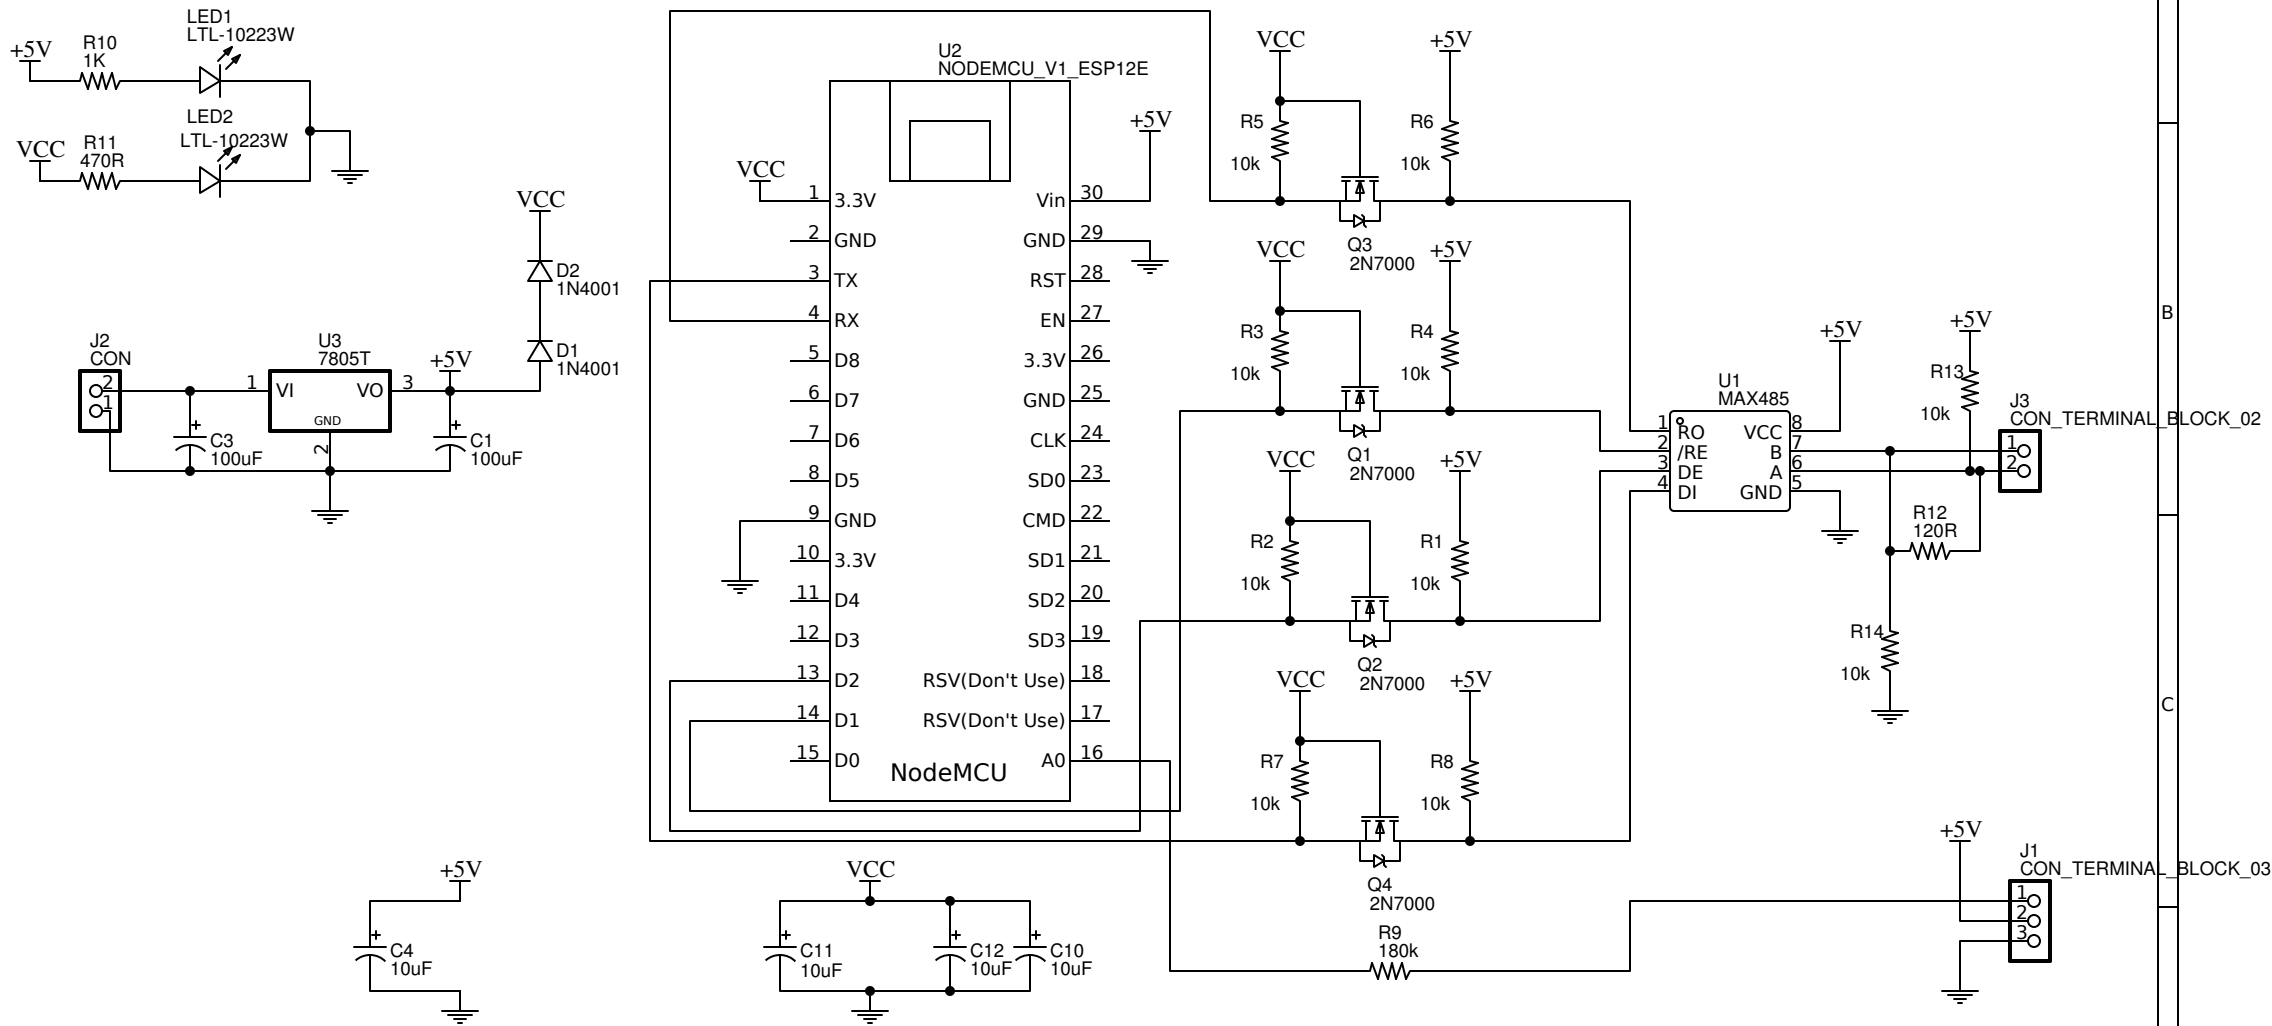 LED1
LTL-10223W
+5V
R10
1K
LED2
LTL-10223W
VCC
R11
470R
VCC
D2
1N4001
D1
1N4001
J2
CON
2
1
U3
7805T
1
VI
VO
3
GND
2
+5V
C3
100uF
C1
100uF
U2
NODEMCU_V1_ESP12E
VCC
+5V
1
3.3V
2
GND
3
TX
4
RX
5
D8
6
D7
7
D6
8
D5
9
GND
10
3.3V
11
D4
12
D3
13
D2
14
D1
15
D0
Vin
30
GND
29
RST
28
EN
27
3.3V
26
GND
25
CLK
24
SD0
23
CMD
22
SD1
21
SD2
20
SD3
19
RSV(Don't Use)
18
RSV(Don't Use)
17
A0
16
NodeMCU
VCC
+5V
R5
10k
R6
10k
Q3
2N7000
VCC
+5V
R3
10k
R4
10k
Q1
2N7000
VCC
+5V
R2
10k
R1
10k
Q2
2N7000
VCC
+5V
R7
10k
R8
10k
Q4
2N7000
R9
180k
+5V
U1
MAX485
1
RO
2
/RE
3
DE
4
DI
VCC
8
B
7
A
6
GND
5
+5V
R13
10k
J3
CON_TERMINAL_BLOCK_02
1
2
R12
120R
R14
10k
+5V
J1
CON_TERMINAL_BLOCK_03
1
2
3
B
C
+5V
C4
10uF
VCC
C11
10uF
C12
10uF
C10
10uF